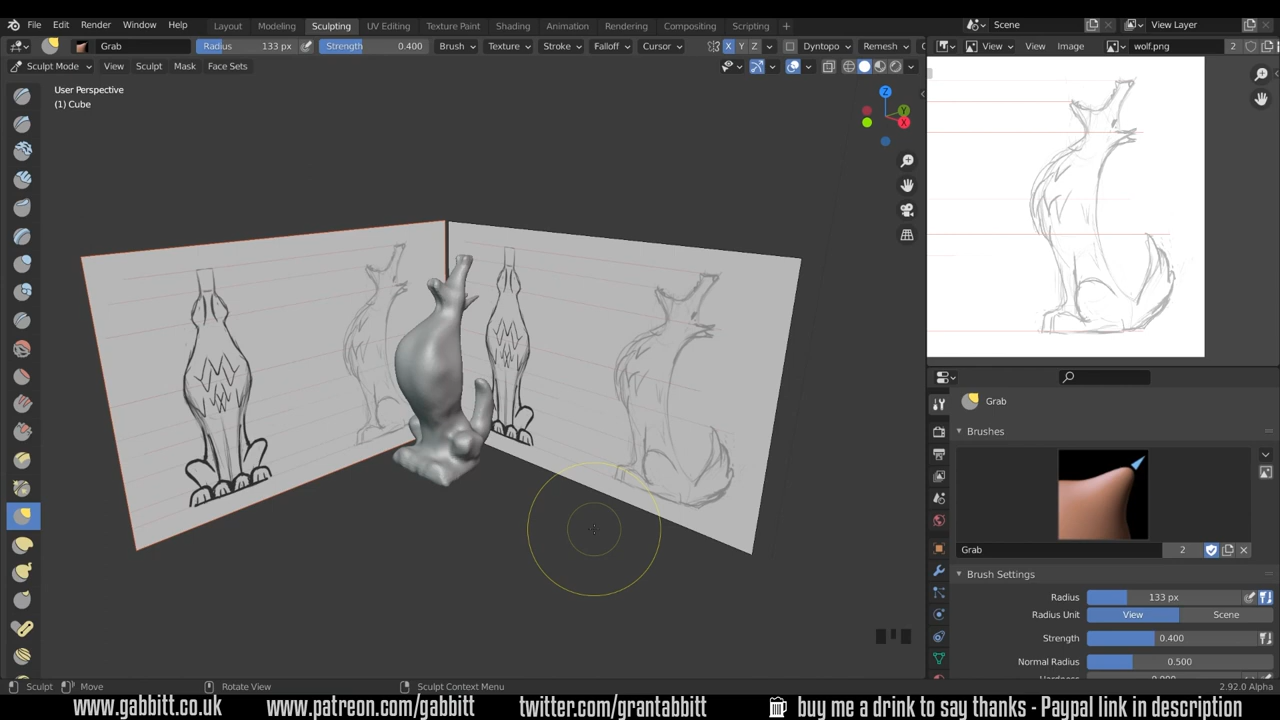 File Edit Render Window Help Layout Modeling Sculpting UV Editing Texture Paint Shading Animation Rendering Compositing Scripting + Scene View Layer
Grab Radius 133 px Strength 0.400 Brush Texture Stroke Falloff Cursor X Y Z Dyntopo Remesh View View Image wolf.png 2
Sculpt Mode View Sculpt Mask Face Sets
User Perspective
(1) Cube
Z
Y
X
Grab
Brushes
Grab 2
Brush Settings
Radius 133 px
Radius Unit View Scene
Strength 0.400
Normal Radius 0.500
Sculpt Move Rotate View Sculpt Context Menu 2.92.0 Alpha
www.gabbitt.co.uk www.patreon.com/gabbitt twitter.com/grantabbitt buy me a drink to say thanks - Paypal link in description